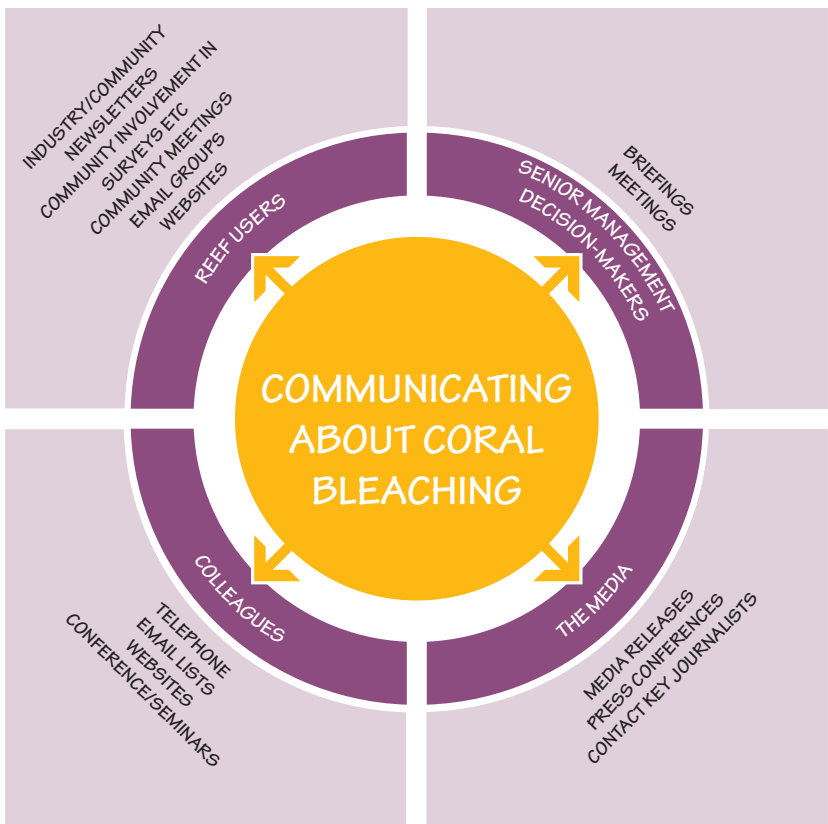 INDUSTRY/COMMUNITY
NEWSLETTERS
COMMUNITY INVOLVEMENT IN
SURVEYS ETC
COMMUNITY MEETINGS
EMAIL GROUPS
WEBSITES
REEF USERS
BRIEFINGS
MEETINGS
SENIOR MANAGEMENT
DECISION-MAKERS
COMMUNICATING
ABOUT CORAL
BLEACHING
COLLEAGUES
TELEPHONE
EMAIL LISTS
WEBSITES
CONFERENCE/SEMINARS
THE MEDIA
MEDIA RELEASES
PRESS CONFERENCES
CONTACT KEY JOURNALISTS